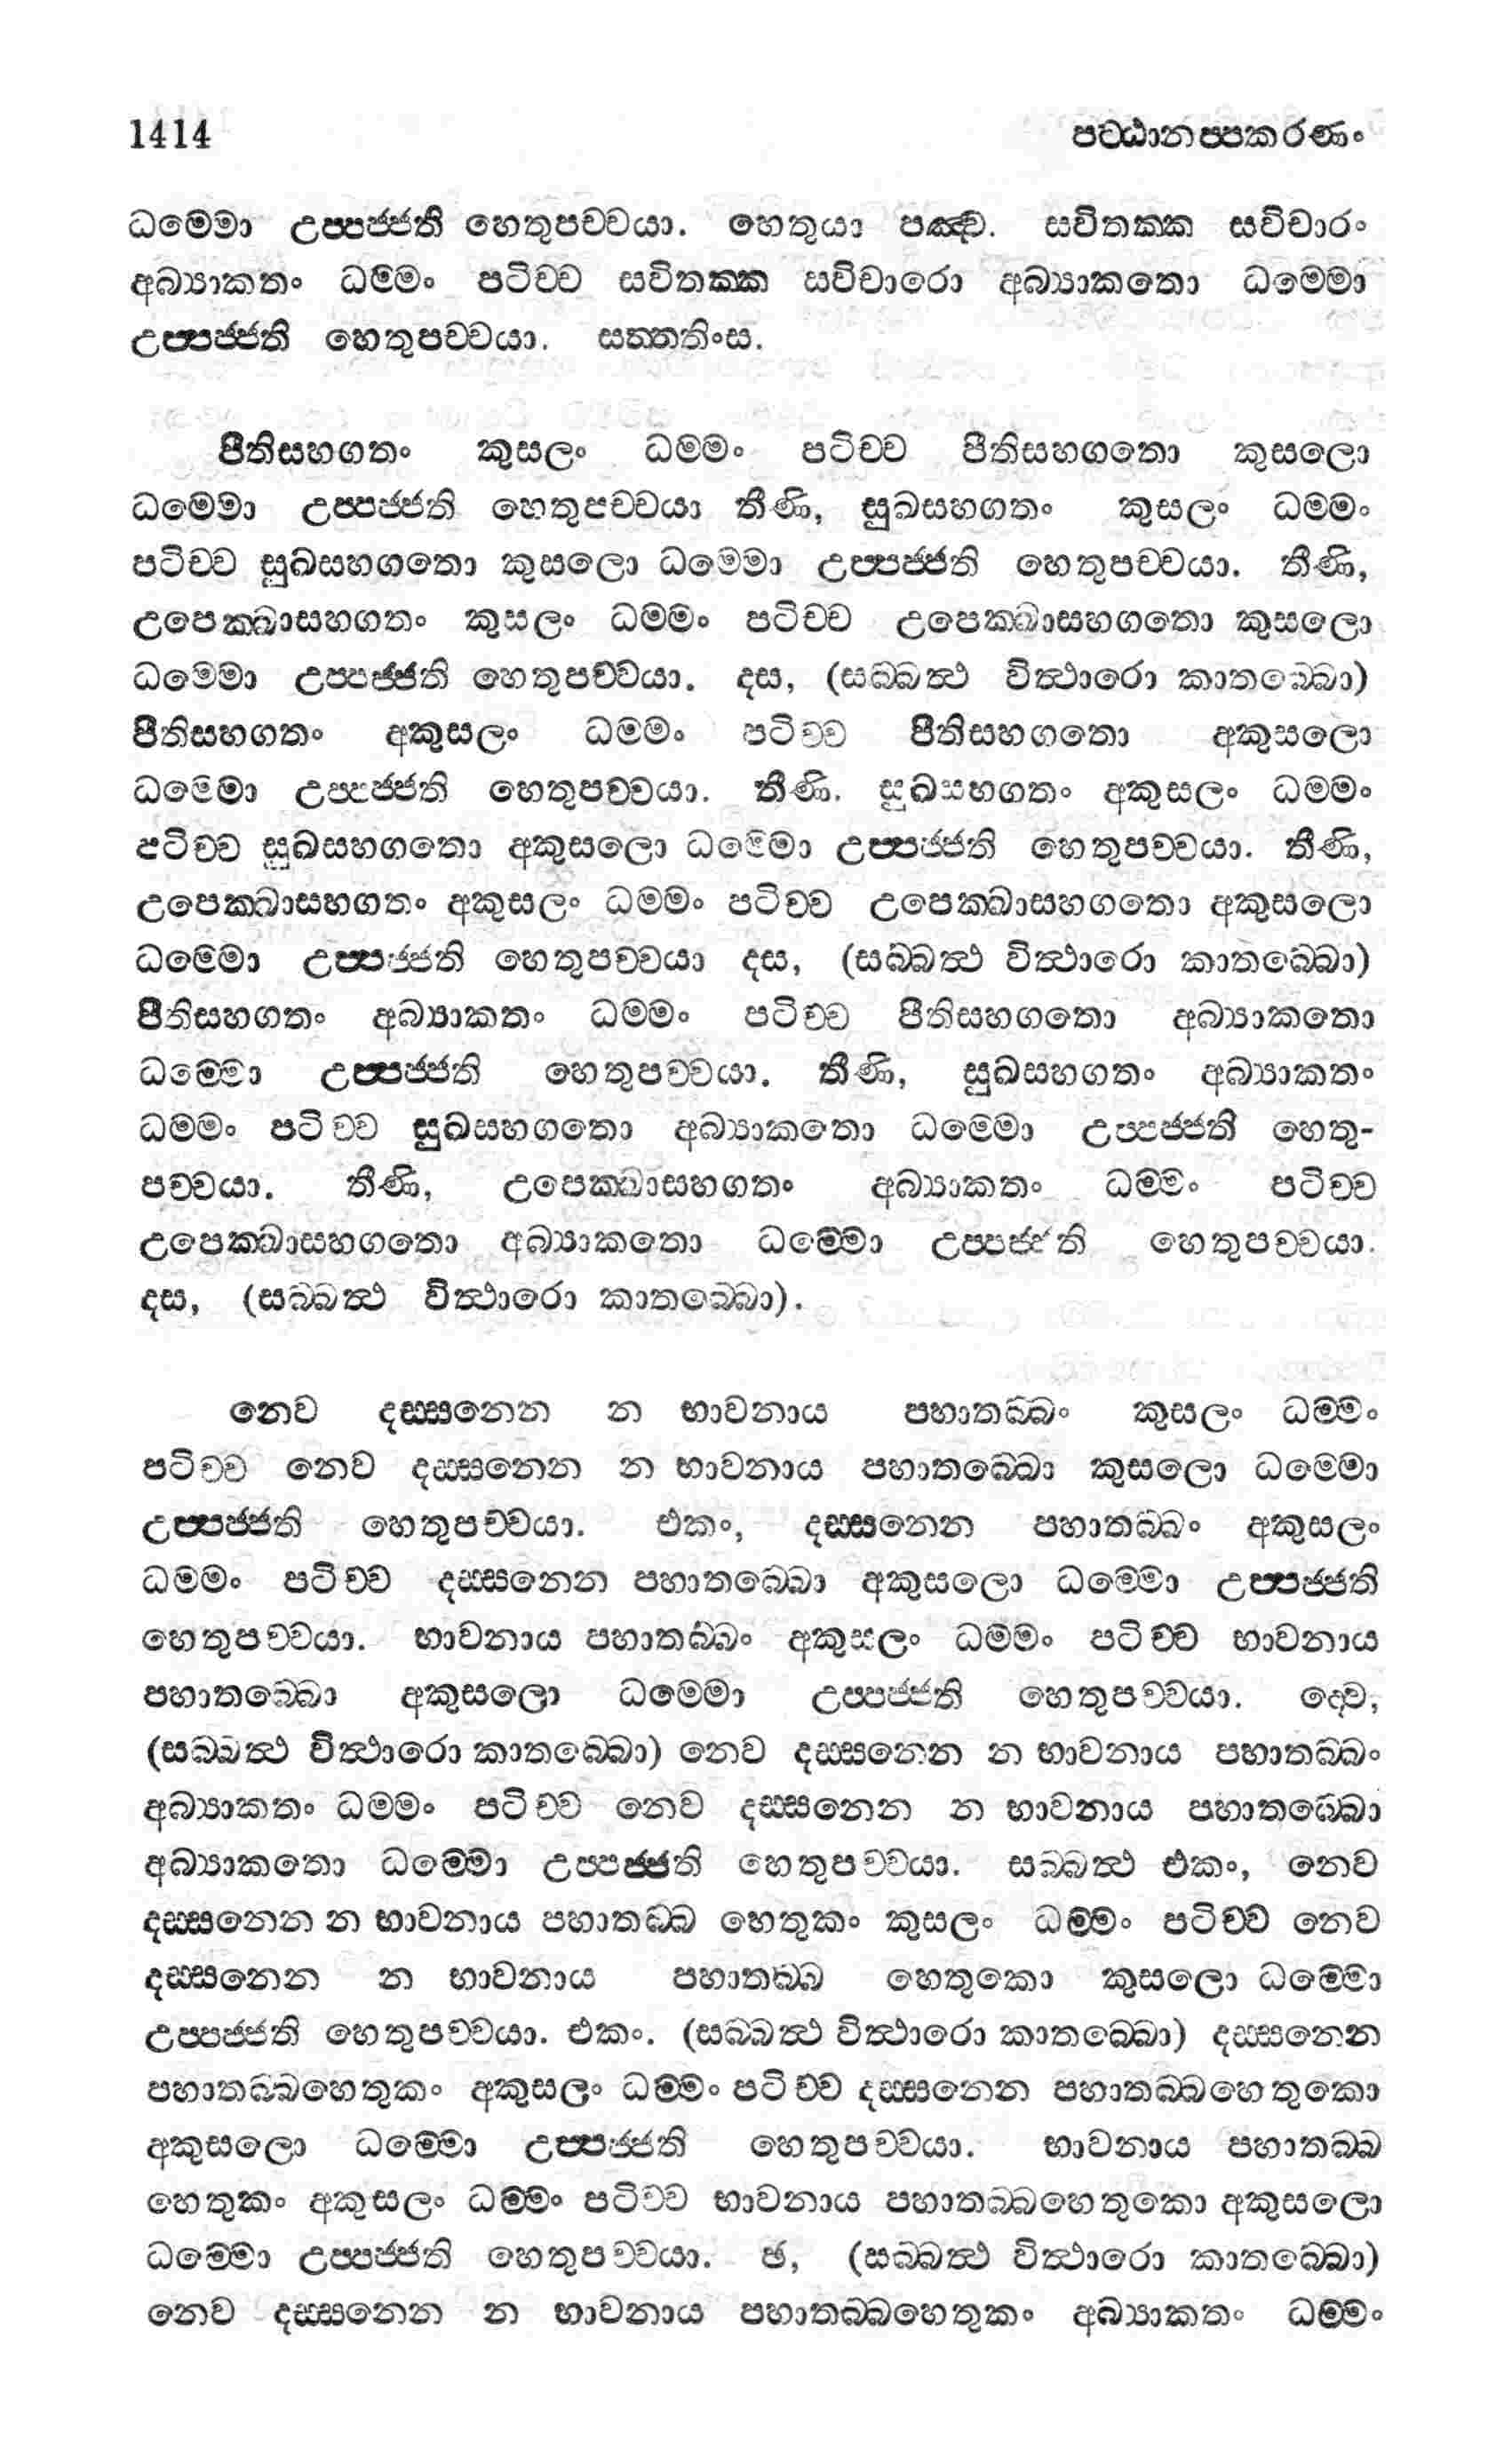 1414 පට්ඨානප්පකරණං
ධම්මො උප්පජ්ජති හෙතුපච්චයා. හෙතුයා පඤ්ච. සවිතක්ක සවිචාරං
අබ්‍යාකතං ධම්මං පටිච්ච සවිතක්ක සවිචාරො අබ්‍යාකතො ධම්මො
උප්පජ්ජති හෙතුපච්චයා. සත්තතිංස.
පීතිසහගතං කුසලං ධම්මං පටිච්ච පීතිසහගතො කුසලො
ධම්මො උප්පජ්ජති හෙතුපච්චයා තීණි, සුඛසහගතං කුසලං ධම්මං
පටිච්ච සුඛසහගතො කුසලො ධම්මො උප්පජ්ජති හෙතුපච්චයා. තීණි,
උපෙක්ඛාසහගතං කුසලං ධම්මං පටිච්ච උපෙක්ඛාසහගතො කුසලො
ධම්මො උප්පජ්ජති හෙතුපච්චයා. දස, (සබ්බත්ථ විත්ථාරො කාතබ්බො)
පීතිසහගතං අකුසලං ධම්මං පටිච්ච පීතිසහගතො අකුසලො
ධම්මො උප්පජ්ජති හෙතුපච්චයා. තීණි. සුඛසහගතං අකුසලං ධම්මං
පටිච්ච සුඛසහගතො අකුසලො ධම්මො උප්පජ්ජති හෙතුපච්චයා. තීණි,
උපෙක්ඛාසහගතං අකුසලං ධම්මං පටිච්ච උපෙක්ඛාසහගතො අකුසලො
ධම්මො උප්පජ්ජති හෙතුපච්චයා දස, (සබ්බත්ථ විත්ථාරො කාතබ්බො)
පීතිසහගතං අබ්‍යාකතං ධම්මං පටිච්ච පීතිසහගතො අබ්‍යාකතො
ධම්මො උප්පජ්ජති හෙතුපච්චයා. තීණි, සුඛසහගතං අබ්‍යාකතං
ධම්මං පටිච්ච සුඛසහගතො අබ්‍යාකතො ධම්මො උප්පජ්ජති හෙතු-
පච්චයා. තීණි, උපෙක්ඛාසහගතං අබ්‍යාකතං ධම්මං පටිච්ච
උපෙක්ඛාසහගතො අබ්‍යාකතො ධම්මො උප්පජ්ජති හෙතුපච්චයා.
දස, (සබ්බත්ථ විත්ථාරො කාතබ්බො).
නෙව දස්සනෙන න භාවනාය පහාතබ්බං කුසලං ධම්මං
පටිච්ච නෙව දස්සනෙන න භාවනාය පහාතබ්බො කුසලො ධම්මො
උප්පජ්ජති හෙතුපච්චයා. එකං, දස්සනෙන පහාතබ්බං අකුසලං
ධම්මං පටිච්ච දස්සනෙන පහාතබ්බො අකුසලො ධම්මො උප්පජ්ජති
හෙතුපච්චයා. භාවනාය පහාතබ්බං අකුසලං ධම්මං පටිච්ච භාවනාය
පහාතබ්බො අකුසලො ධම්මො උප්පජ්ජති හෙතුපච්චයා. ද්වෙ,
(සබ්බත්ථ විත්ථාරො කාතබ්බො) නෙව දස්සනෙන න භාවනාය පහාතබ්බං
අබ්‍යාකතං ධම්මං පටිච්ච නෙව දස්සනෙන න භාවනාය පහාතබ්බො
අබ්‍යාකතො ධම්මො උප්පජ්ජති හෙතුපච්චයා. සබ්බත්ථ එකං, නෙව
දස්සනෙන න භාවනාය පහාතබ්බ හෙතුකං කුසලං ධම්මං පටිච්ච නෙව
දස්සනෙන න භාවනාය පහාතබ්බ හෙතුකො කුසලො ධම්මො
උප්පජ්ජති හෙතුපච්චයා. එකං. (සබ්බත්ථ විත්ථාරො කාතබ්බො) දස්සනෙන
පහාතබ්බහෙතුකං අකුසලං ධම්මං පටිච්ච දස්සනෙන පහාතබ්බහෙතුකො
අකුසලො ධම්මො උප්පජ්ජති හෙතුපච්චයා. භාවනාය පහාතබ්බ
හෙතුකං අකුසලං ධම්මං පටිච්ච භාවනාය පහාතබ්බහෙතුකො අකුසලො
ධම්මො උප්පජ්ජති හෙතුපච්චයා. ඡ, (සබ්බත්ථ විත්ථාරො කාතබ්බො)
නෙව දස්සනෙන න භාවනාය පහාතබ්බහෙතුකං අබ්‍යාකතං ධම්මං